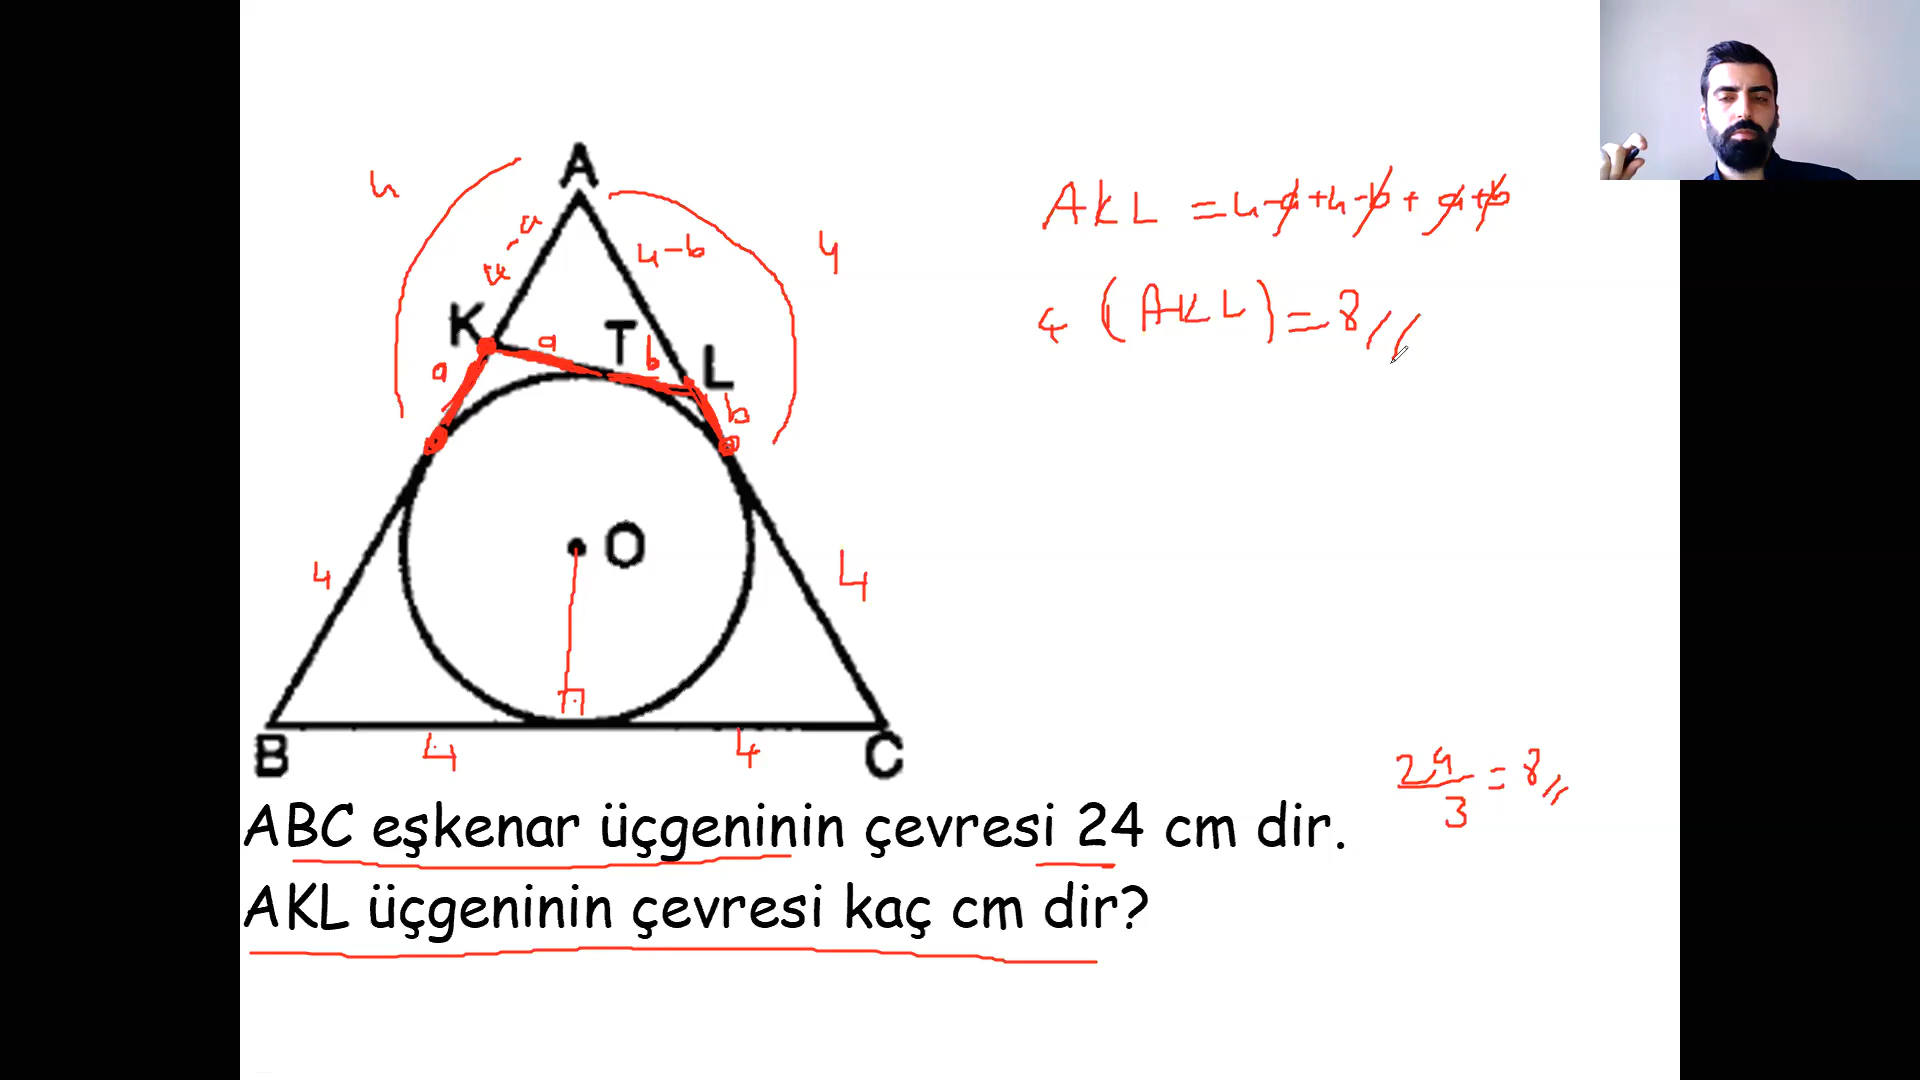 A
4
4-a
4-b
4
AKL = 4-a+4-b+a+b
Ç(AKL) = 8//
K
a
T
b
L
a
b
O
4
4
B
4
4
C
24/3 = 8//
ABC eşkenar üçgeninin çevresi 24 cm dir.
AKL üçgeninin çevresi kaç cm dir?